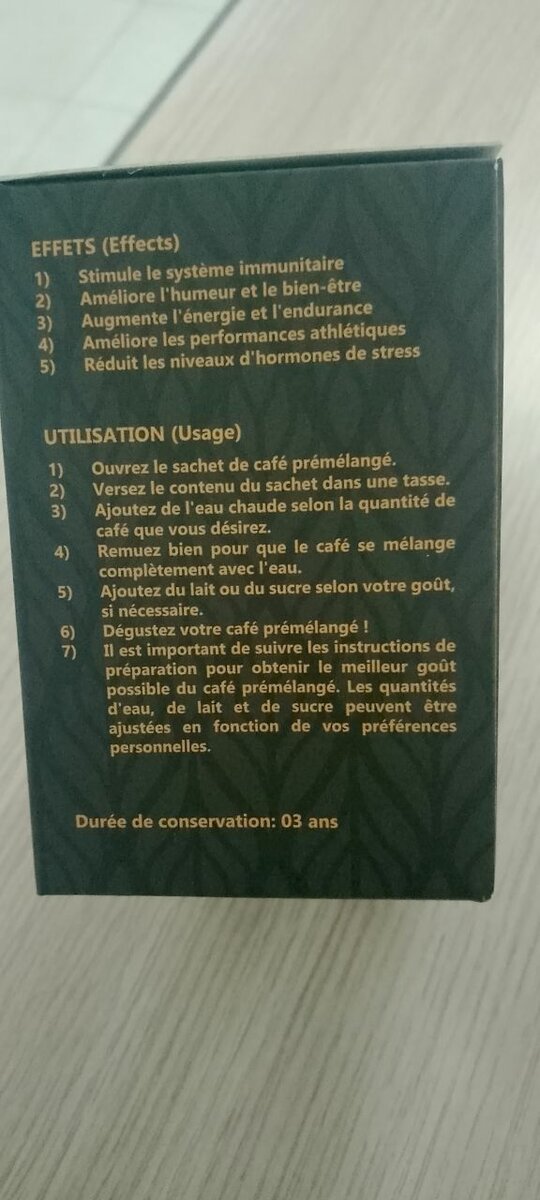 EFFETS (Effects)
1) Stimule le système immunitaire
2) Améliore l'humeur et le bien-être
3) Augmente l'énergie et l'endurance
4) Améliore les performances athlétiques
5) Réduit les niveaux d'hormones de stress
UTILISATION (Usage)
1) Ouvrez le sachet de café prémélangé.
2) Versez le contenu du sachet dans une tasse.
3) Ajoutez de l'eau chaude selon la quantité de
café que vous désirez.
4) Remuez bien pour que le café se mélange
complètement avec l'eau.
5) Ajoutez du lait ou du sucre selon votre goût,
si nécessaire.
6) Dégustez votre café prémélangé !
7) Il est important de suivre les instructions de
préparation pour obtenir le meilleur goût
possible du café prémélangé. Les quantités
d'eau, de lait et de sucre peuvent être
ajustées en fonction de vos préférences
personnelles.
Durée de conservation: 03 ans